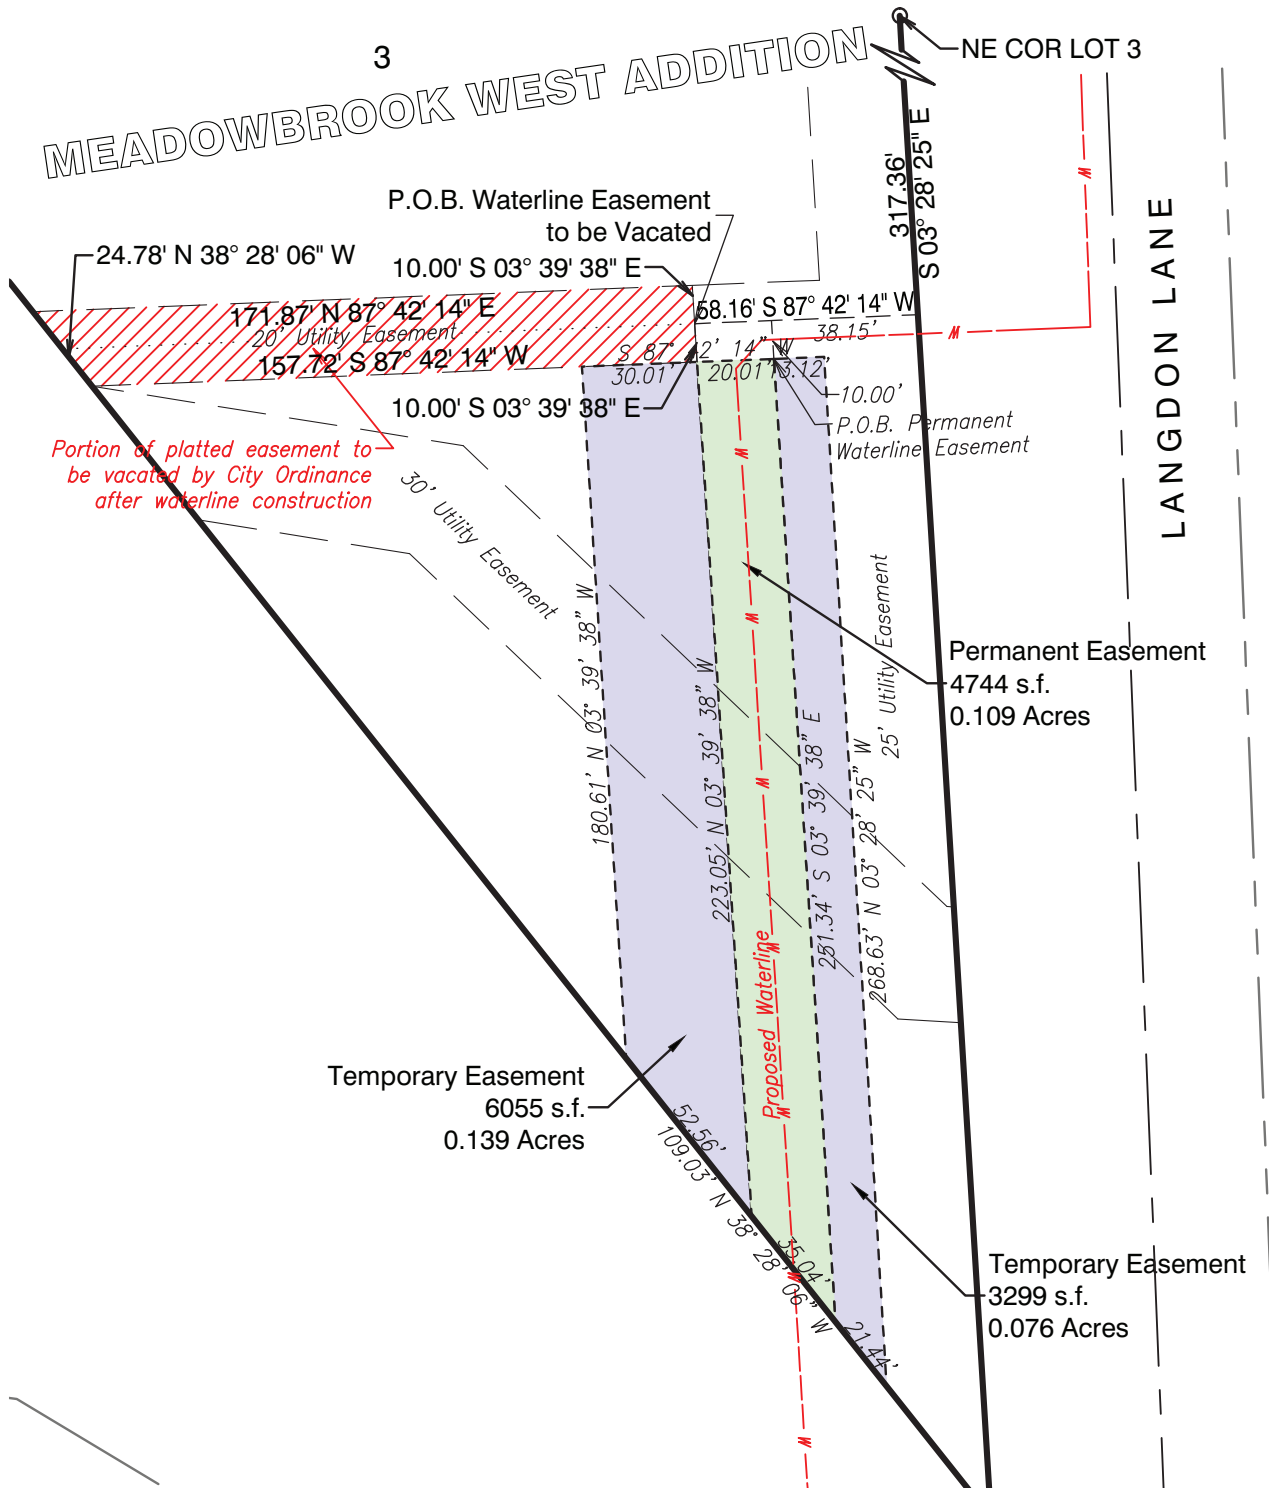 3
MEADOWBROOK WEST ADDITION
NE COR LOT 3
317.36'
S 03° 28' 25" E
LANGDON LANE
P.O.B. Waterline Easement
to be Vacated
24.78' N 38° 28' 06" W
10.00' S 03° 39' 38" E
171.87' N 87° 42' 14" E
20' Utility Easement
157.72' S 87° 42' 14" W
58.16' S 87° 42' 14" W
38.15'
S 87° 2' 14" W
30.01'
20.01'
13.12'
10.00' S 03° 39' 38" E
10.00'
P.O.B. Permanent
Waterline Easement
Portion of platted easement to
be vacated by City Ordinance
after waterline construction
30' Utility Easement
25' Utility Easement
180.61' N 03° 39' 38" W
223.05' N 03° 39' 38" W
251.34' S 03° 39' 38" E
268.63' N 03° 28' 25" W
Permanent Easement
4744 s.f.
0.109 Acres
Proposed Waterline
W
W
W
W
W
W
W
W
W
Temporary Easement
6055 s.f.
0.139 Acres
52.56'
109.03' N 38° 28' 06" W
35.04'
21.44'
Temporary Easement
3299 s.f.
0.076 Acres